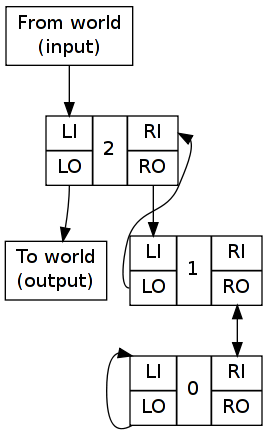 From world
(input)
LI
2
RI
LO
RO
To world
(output)
LI
1
RI
LO
RO
LI
0
RI
LO
RO